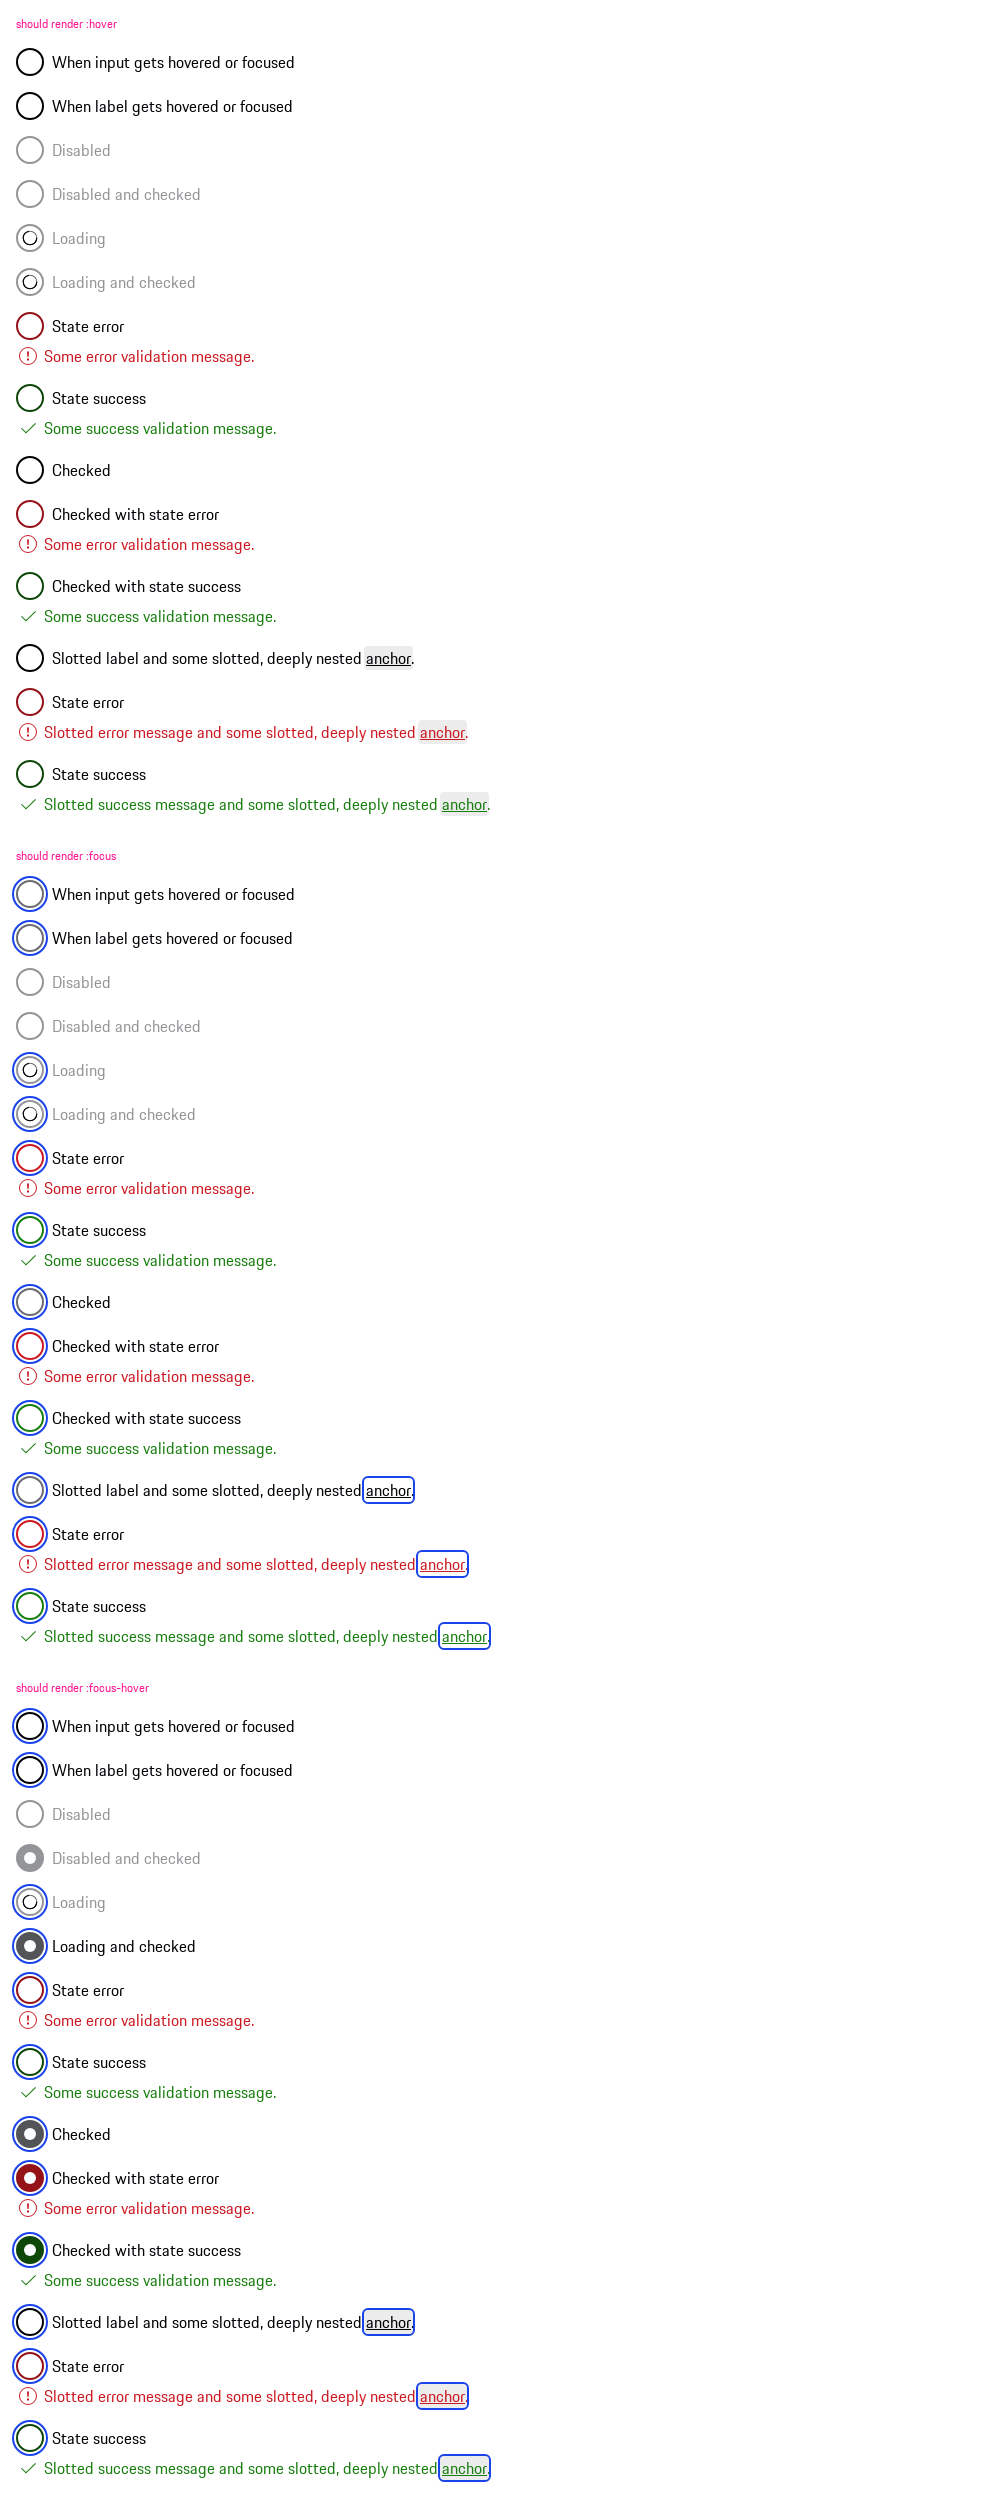 should render :hover
When input gets hovered or focused
When label gets hovered or focused
Disabled
Disabled and checked
Loading
Loading and checked
State error
Some error validation message.
State success
Some success validation message.
Checked
Checked with state error
Some error validation message.
Checked with state success
Some success validation message.
Slotted label and some slotted, deeply nested anchor.
State error
Slotted error message and some slotted, deeply nested anchor.
State success
Slotted success message and some slotted, deeply nested anchor.
should render :focus
When input gets hovered or focused
When label gets hovered or focused
Disabled
Disabled and checked
Loading
Loading and checked
State error
Some error validation message.
State success
Some success validation message.
Checked
Checked with state error
Some error validation message.
Checked with state success
Some success validation message.
Slotted label and some slotted, deeply nested anchor.
State error
Slotted error message and some slotted, deeply nested anchor.
State success
Slotted success message and some slotted, deeply nested anchor.
should render :focus-hover
When input gets hovered or focused
When label gets hovered or focused
Disabled
Disabled and checked
Loading
Loading and checked
State error
Some error validation message.
State success
Some success validation message.
Checked
Checked with state error
Some error validation message.
Checked with state success
Some success validation message.
Slotted label and some slotted, deeply nested anchor.
State error
Slotted error message and some slotted, deeply nested anchor.
State success
Slotted success message and some slotted, deeply nested anchor.